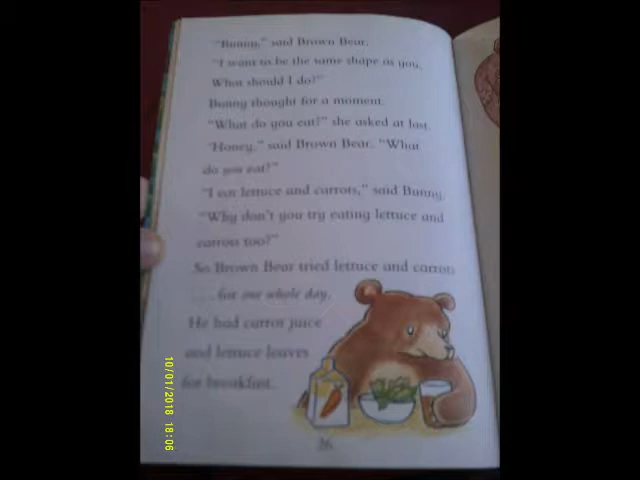 "Bunny," said Brown Bear,
"I want to be the same shape as you.
What should I do?"
Bunny thought for a moment.
"What do you eat?" she asked at last.
"Honey," said Brown Bear. "What
do you eat?"
"I eat lettuce and carrots," said Bunny.
"Why don't you try eating lettuce and
carrots too?"
So Brown Bear tried lettuce and carrots
. . . for one whole day.
He had carrot juice
and lettuce leaves
for breakfast.
26
10/01/2018 18:06